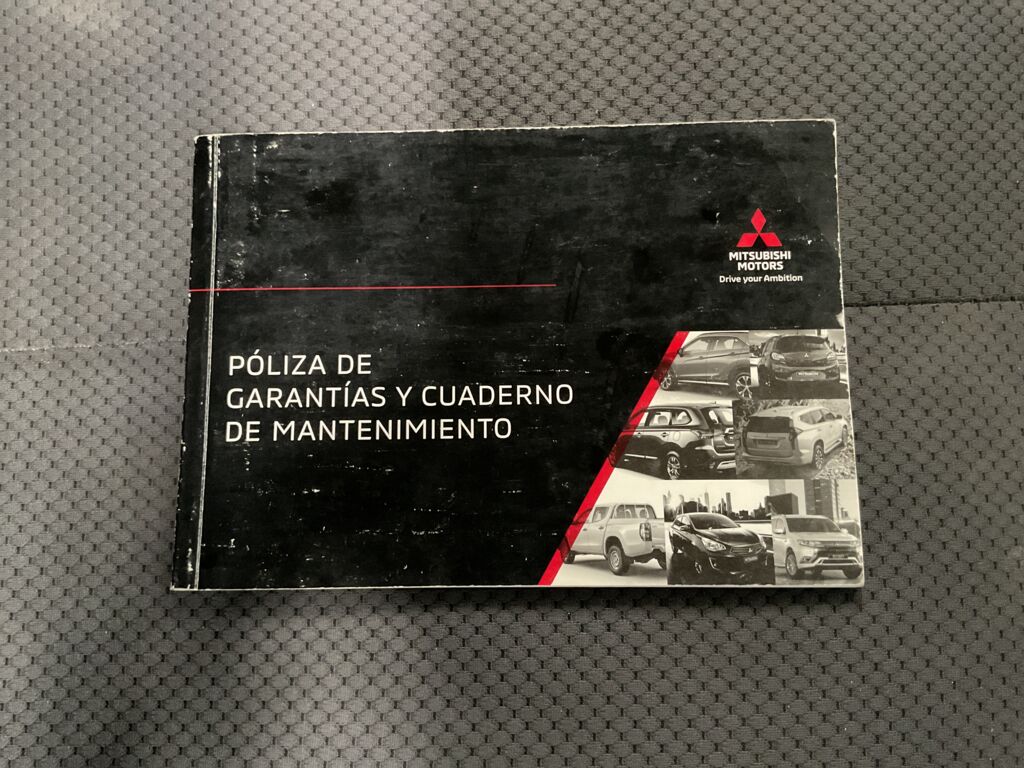 MITSUBISHI
MOTORS
Drive your Ambition
PÓLIZA DE
GARANTÍAS Y CUADERNO
DE MANTENIMIENTO